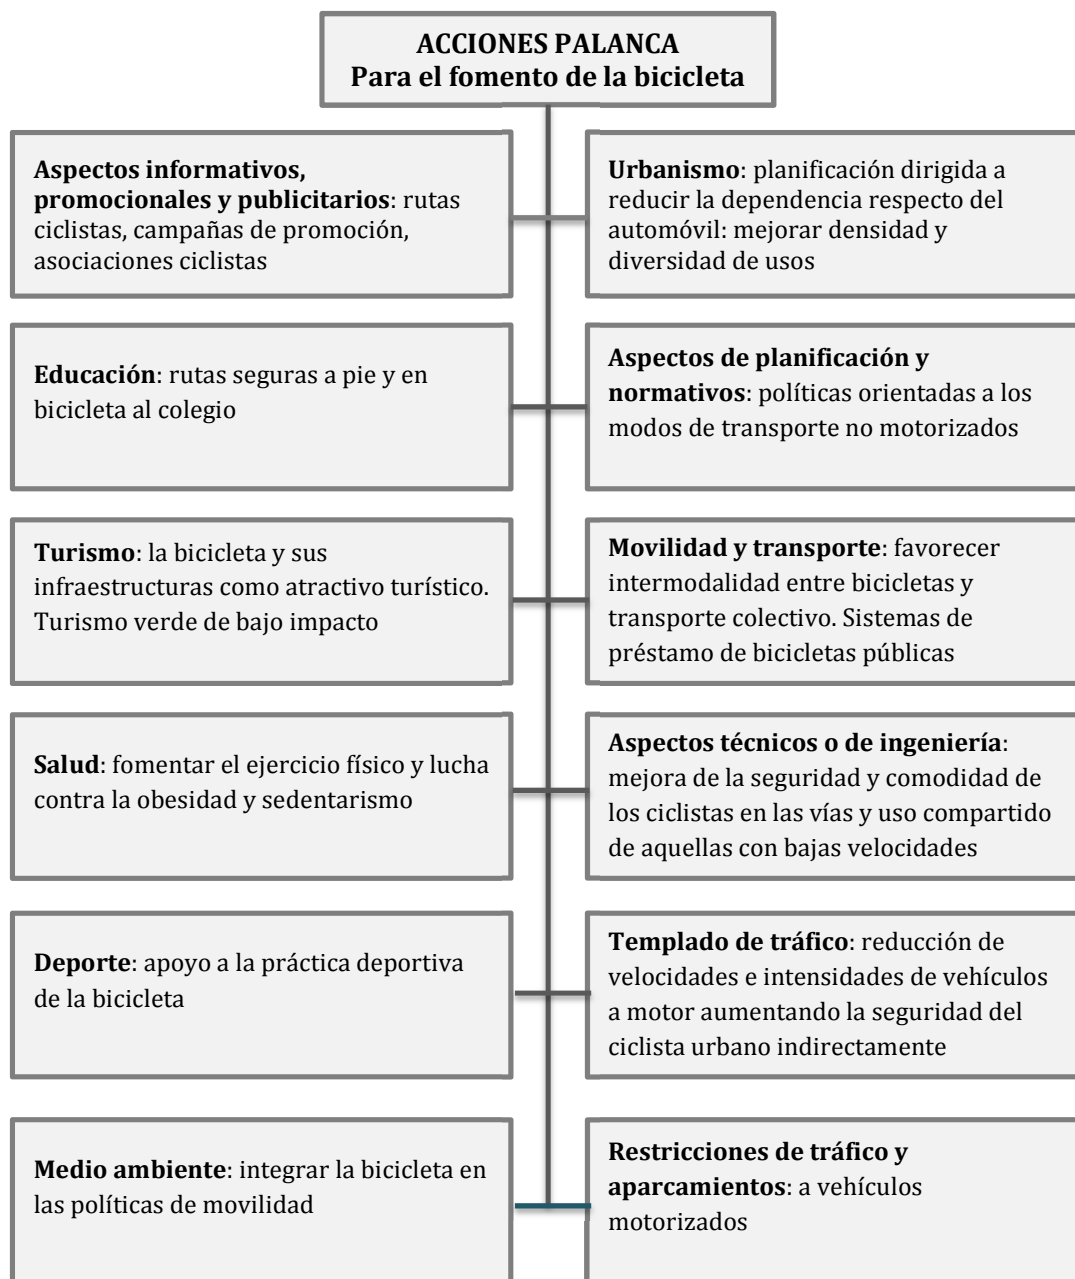 ACCIONES PALANCA
Para el fomento de la bicicleta
Aspectos informativos,
promocionales y publicitarios: rutas
ciclistas, campañas de promoción,
asociaciones ciclistas
Urbanismo: planificación dirigida a
reducir la dependencia respecto del
automóvil: mejorar densidad y
diversidad de usos
Educación: rutas seguras a pie y en
bicicleta al colegio
Aspectos de planificación y
normativos: políticas orientadas a los
modos de transporte no motorizados
Turismo: la bicicleta y sus
infraestructuras como atractivo turístico.
Turismo verde de bajo impacto
Movilidad y transporte: favorecer
intermodalidad entre bicicletas y
transporte colectivo. Sistemas de
préstamo de bicicletas públicas
Salud: fomentar el ejercicio físico y lucha
contra la obesidad y sedentarismo
Aspectos técnicos o de ingeniería:
mejora de la seguridad y comodidad de
los ciclistas en las vías y uso compartido
de aquellas con bajas velocidades
Deporte: apoyo a la práctica deportiva
de la bicicleta
Templado de tráfico: reducción de
velocidades e intensidades de vehículos
a motor aumentando la seguridad del
ciclista urbano indirectamente
Medio ambiente: integrar la bicicleta en
las políticas de movilidad
Restricciones de tráfico y
aparcamientos: a vehículos
motorizados